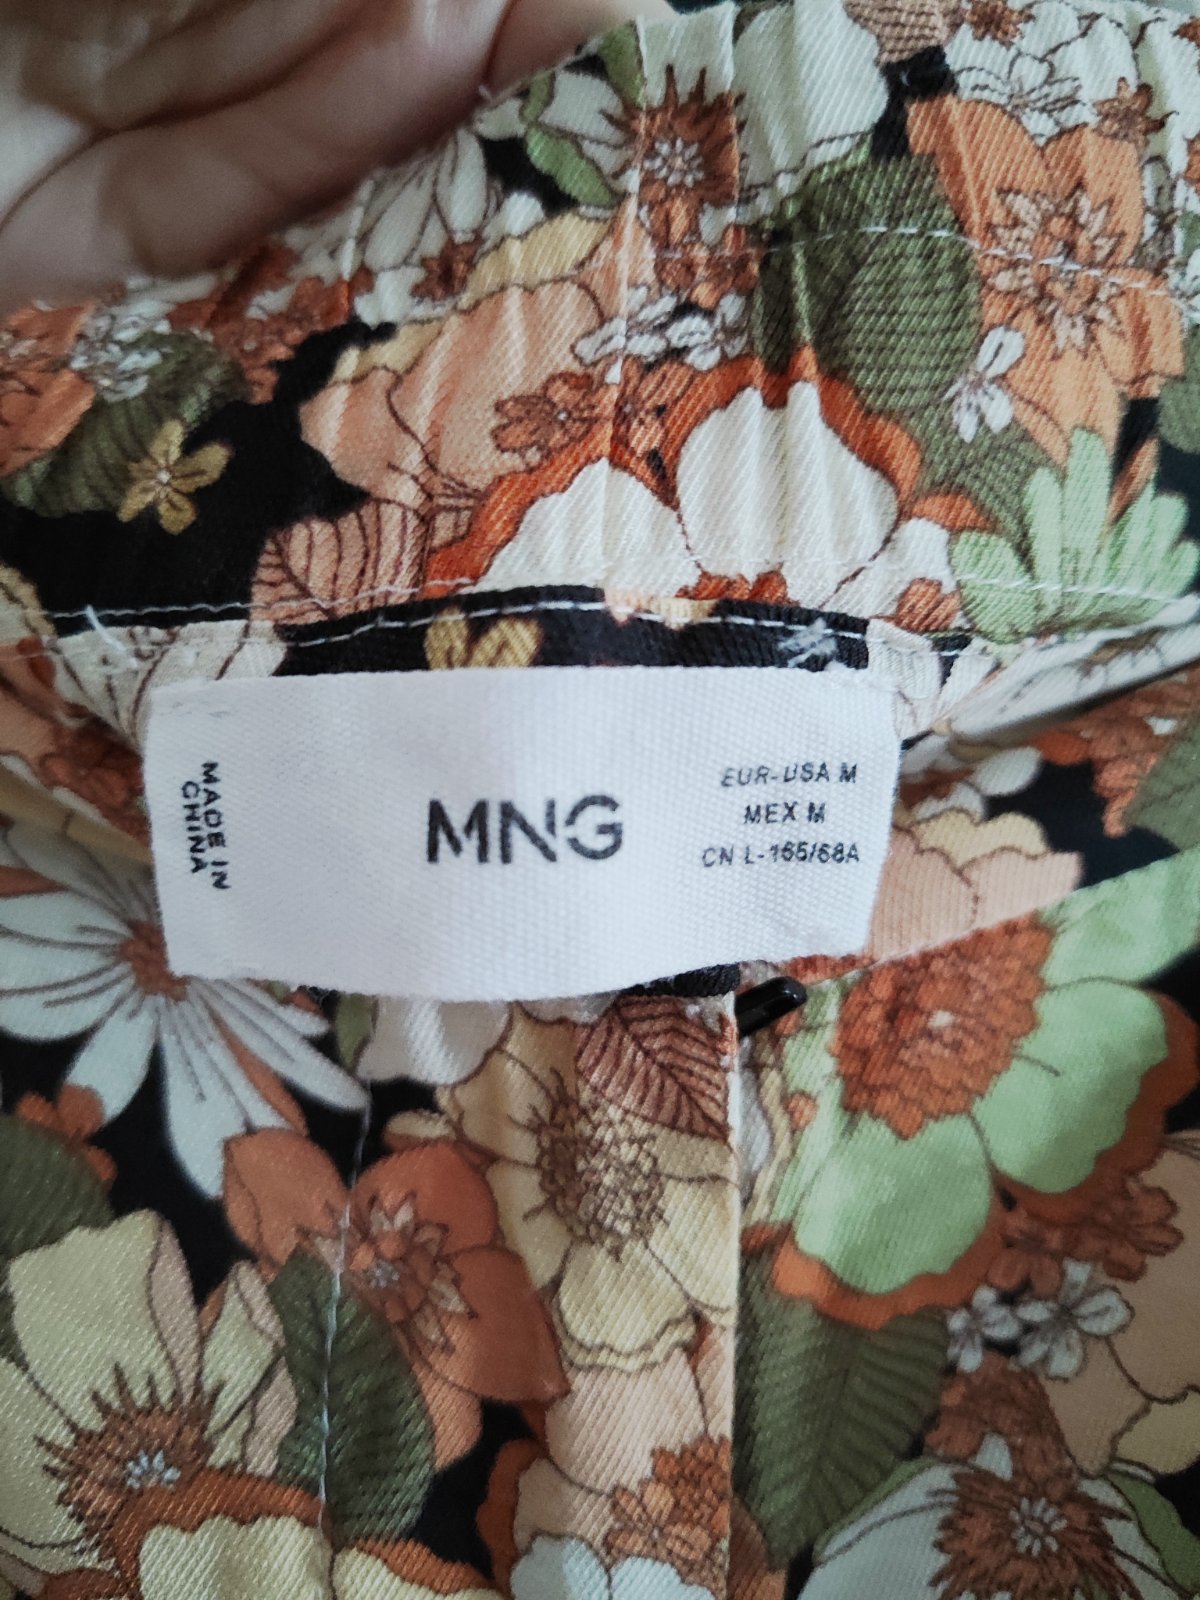 MADE IN
CHINA
MNG
EUR-USA M
MEX M
CN L-165/68A